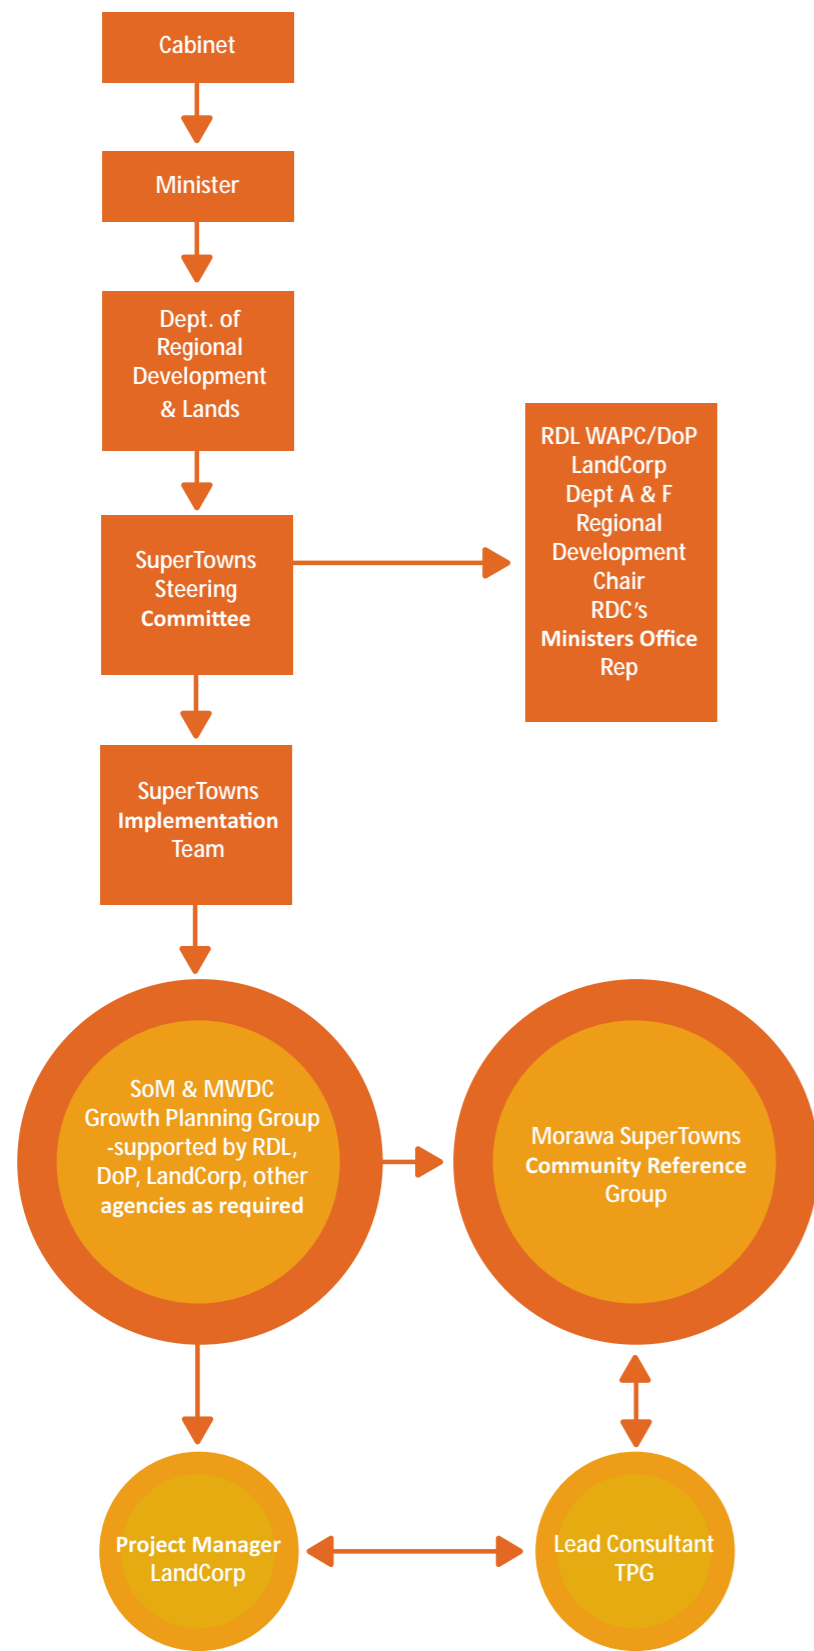 Cabinet
Minister
Dept. of
Regional
Development
& Lands
SuperTowns
Steering
Committee
RDL WAPC/DoP
LandCorp
Dept A & F
Regional
Development
Chair
RDC's
Ministers Office
Rep
SuperTowns
Implementation
Team
SoM & MWDC
Growth Planning Group
-supported by RDL,
DoP, LandCorp, other
agencies as required
Morawa SuperTowns
Community Reference
Group
Project Manager
LandCorp
Lead Consultant
TPG